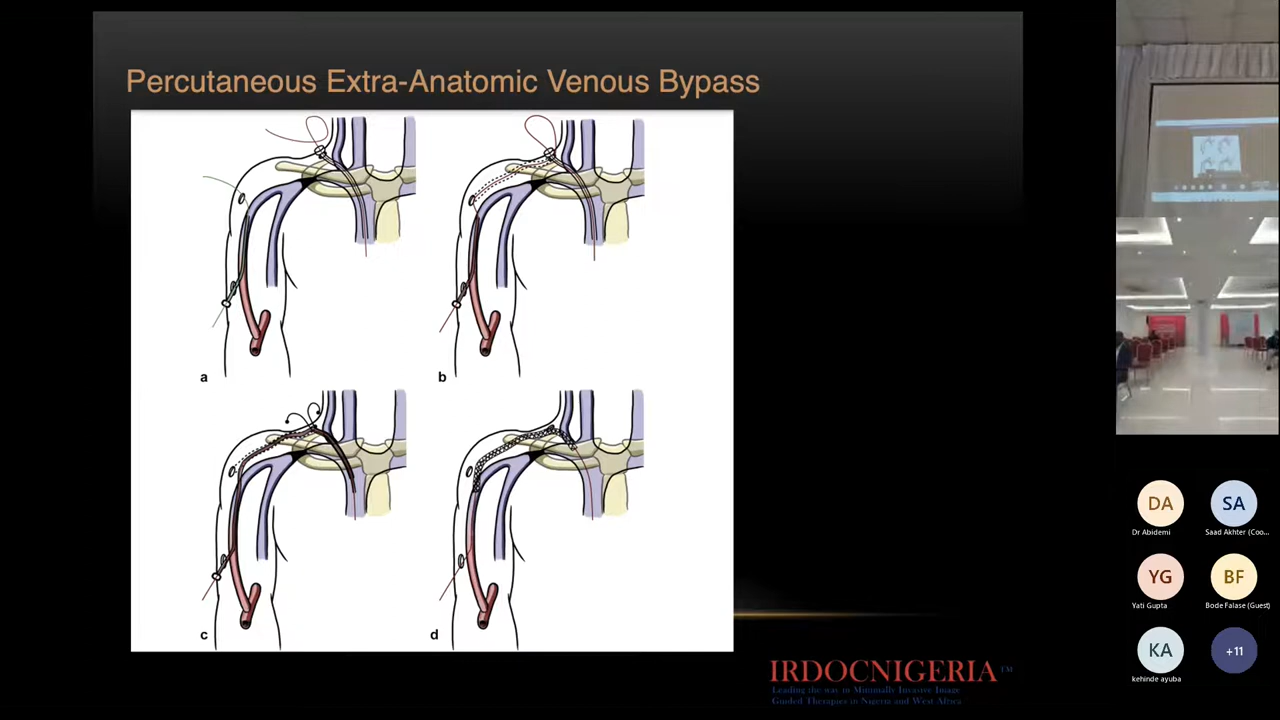 Percutaneous Extra-Anatomic Venous Bypass
a
b
c
d
IRDOCNIGERIA™
Leading the way in Minimally Invasive Image
Guided Therapies in Nigeria and West Africa
DA
Dr Abidemi
SA
Saad Akhter (Coo...
YG
Yati Gupta
BF
Bode Falase (Guest)
KA
kehinde ayuba
+11